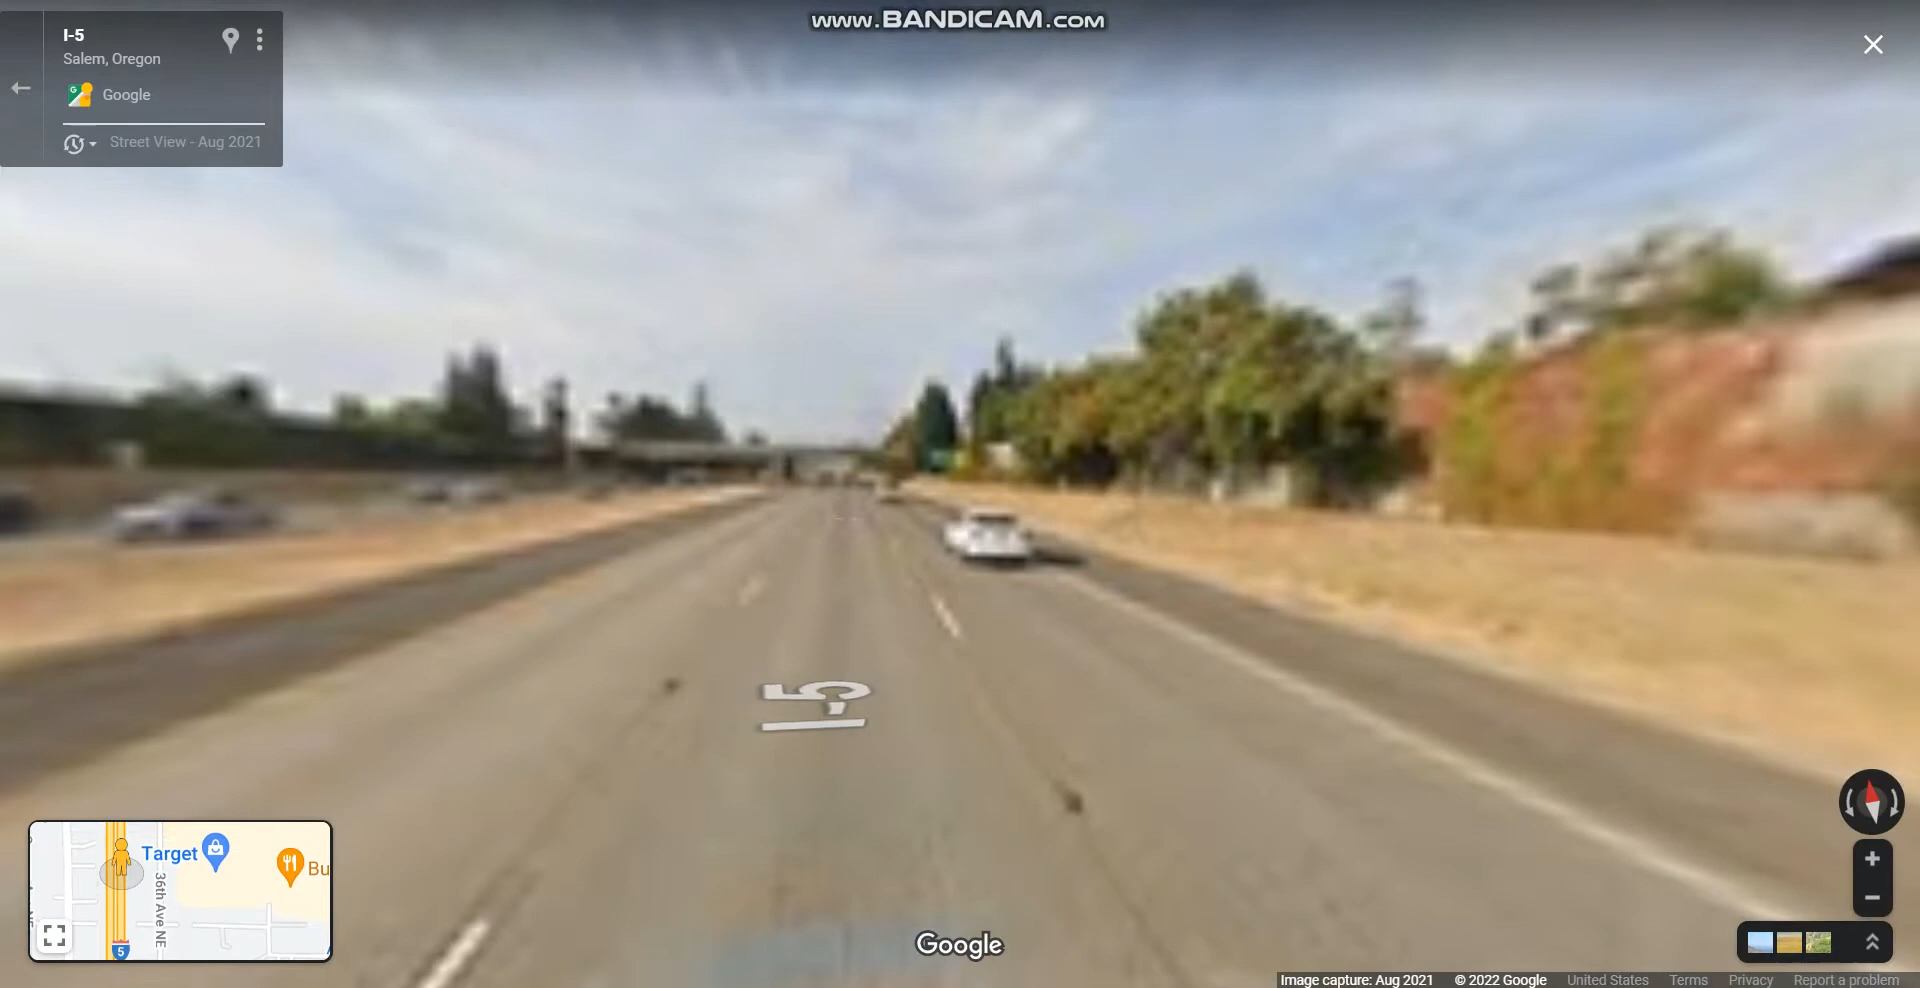 www.BANDICAM.com
I-5
Salem, Oregon
Google
Street View - Aug 2021
I-5
Target
Bu
36th Ave NE
5
Google
Image capture: Aug 2021 © 2022 Google United States Terms Privacy Report a problem